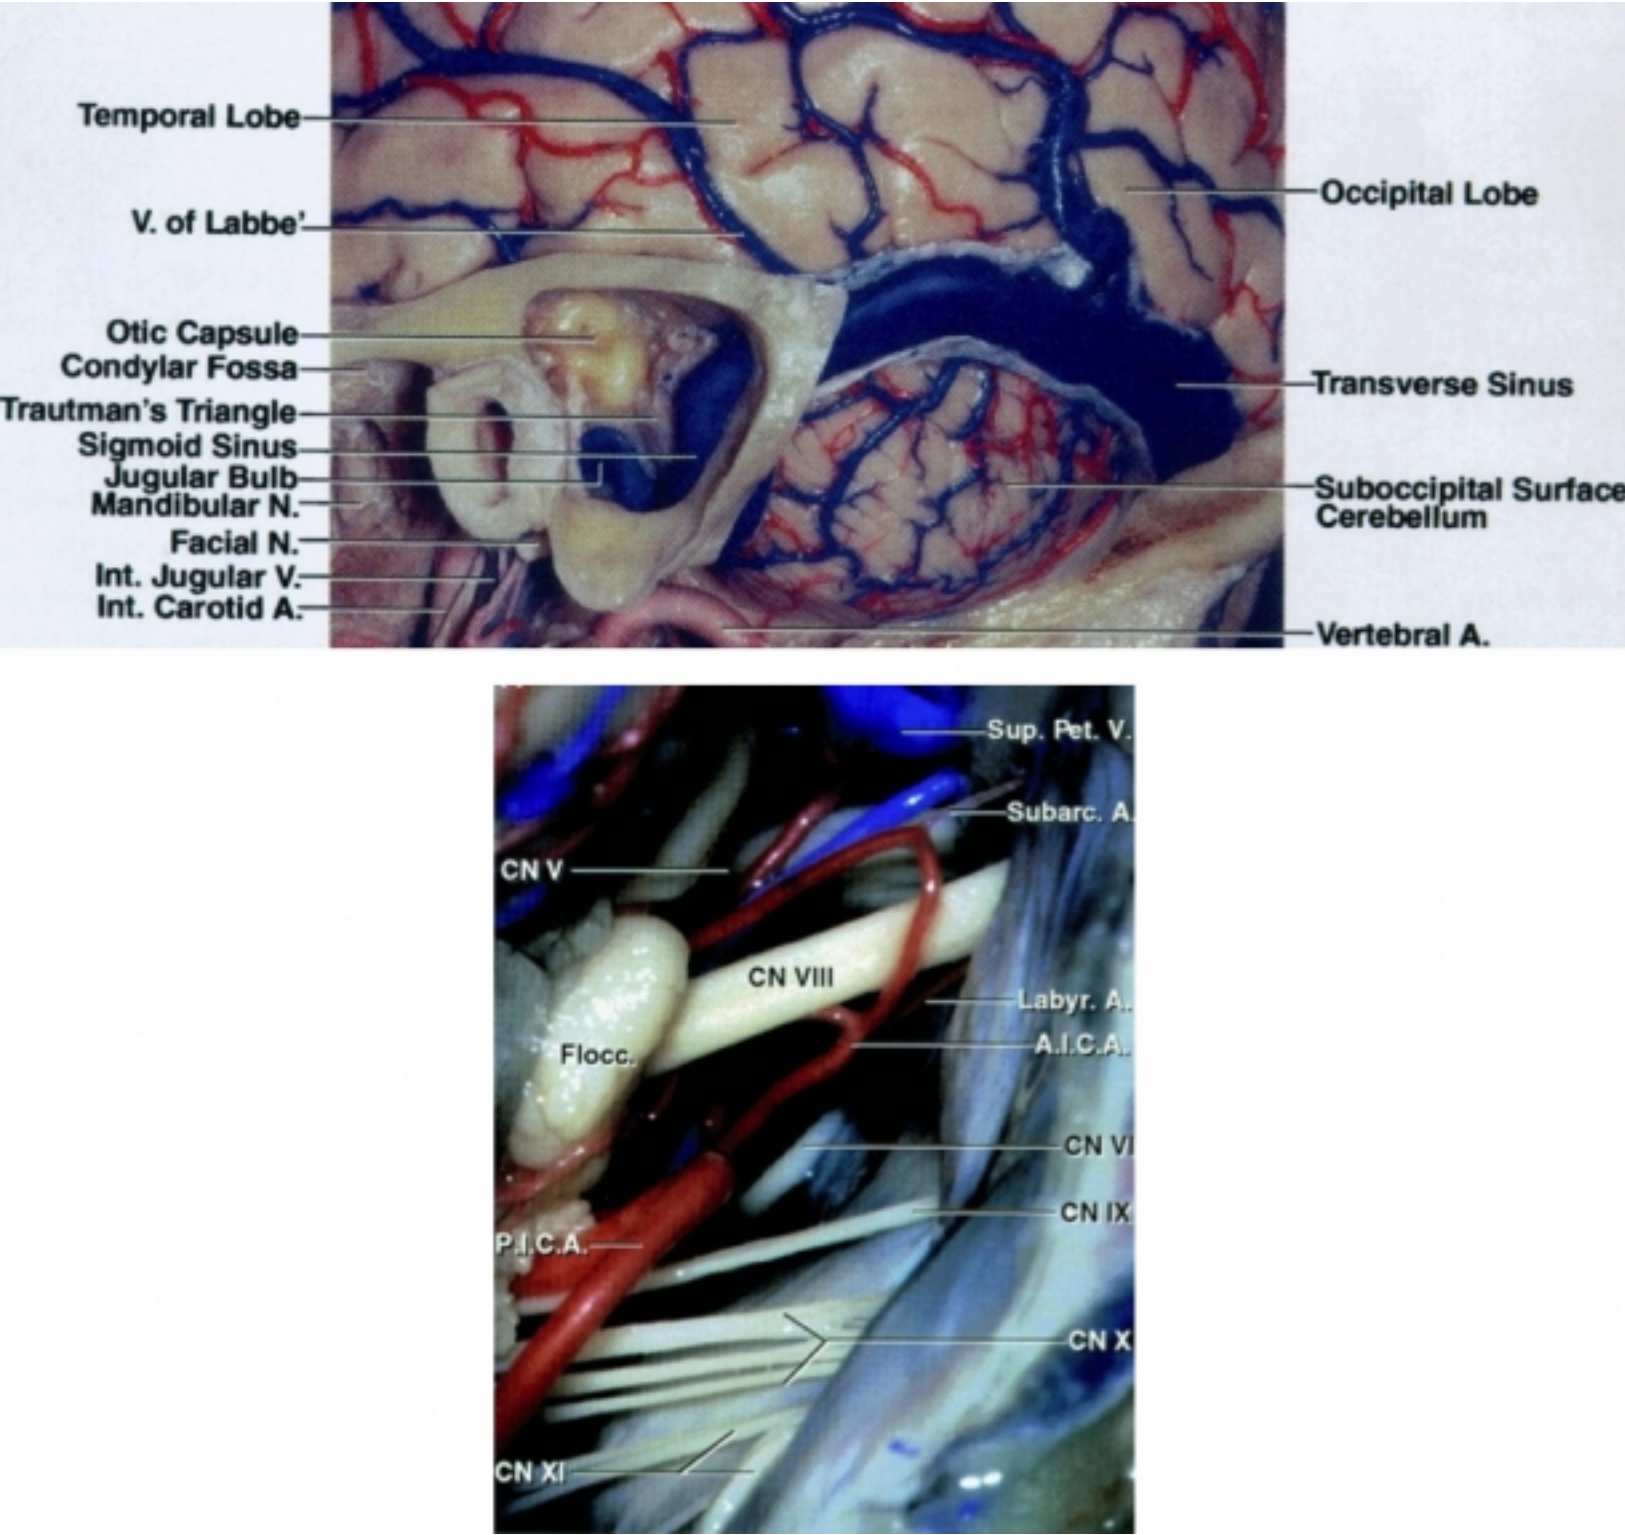 Temporal Lobe
V. of Labbe'
Otic Capsule
Condylar Fossa
Trautman's Triangle
Sigmoid Sinus
Jugular Bulb
Mandibular N.
Facial N.
Int. Jugular V.
Int. Carotid A.
Occipital Lobe
Transverse Sinus
Suboccipital Surface
Cerebellum
Vertebral A.
Sup. Pet. V.
Subarc. A.
CN V
CN VIII
Labyr. A.
Flocc.
A.I.C.A.
CN VI
CN IX
P.I.C.A.
CN X
CN XI